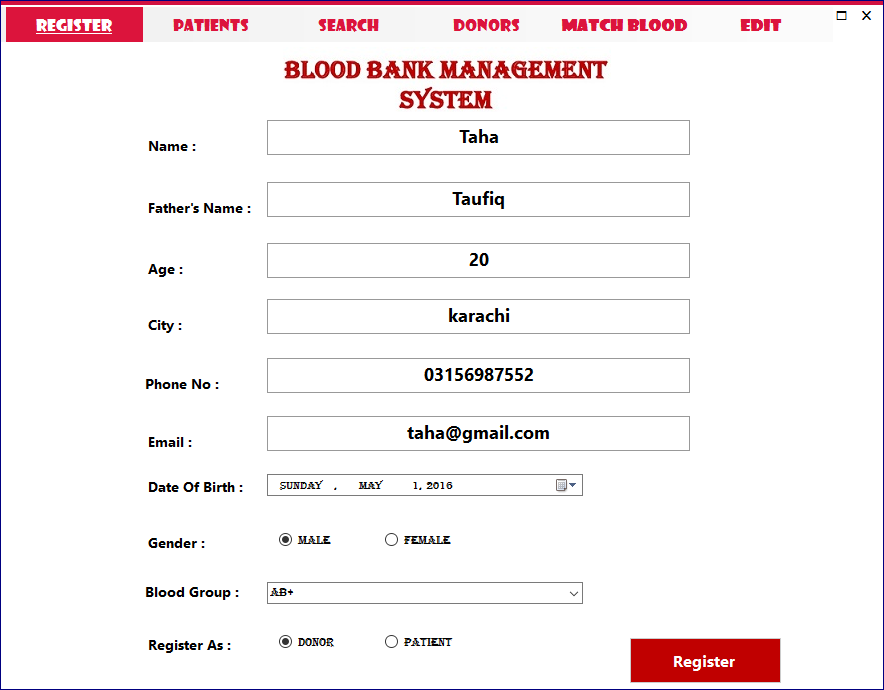 REGISTER PATIENTS SEARCH DONORS MATCH BLOOD EDIT
BLOOD BANK MANAGEMENT
SYSTEM
Name : Taha
Father's Name : Taufiq
Age : 20
City : karachi
Phone No : 03156987552
Email : taha@gmail.com
Date Of Birth : SUNDAY , MAY 1, 2016
Gender : MALE FEMALE
Blood Group : AB+
Register As : DONOR PATIENT
Register